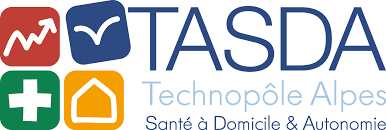 TASDA
Technopôle Alpes
Santé à Domicile & Autonomie